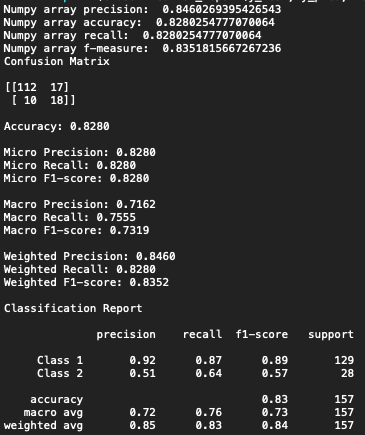 Numpy array precision:  0.8460269395426543
Numpy array accuracy:  0.8280254777070064
Numpy array recall:  0.8280254777070064
Numpy array f-measure:  0.8351815667267236
Confusion Matrix
[[112  17]
 [ 10  18]]
Accuracy: 0.8280
Micro Precision: 0.8280
Micro Recall: 0.8280
Micro F1-score: 0.8280
Macro Precision: 0.7162
Macro Recall: 0.7555
Macro F1-score: 0.7319
Weighted Precision: 0.8460
Weighted Recall: 0.8280
Weighted F1-score: 0.8352
Classification Report
precision    recall  f1-score   support
Class 1       0.92      0.87      0.89       129
Class 2       0.51      0.64      0.57        28
accuracy                           0.83       157
macro avg       0.72      0.76      0.73       157
weighted avg       0.85      0.83      0.84       157